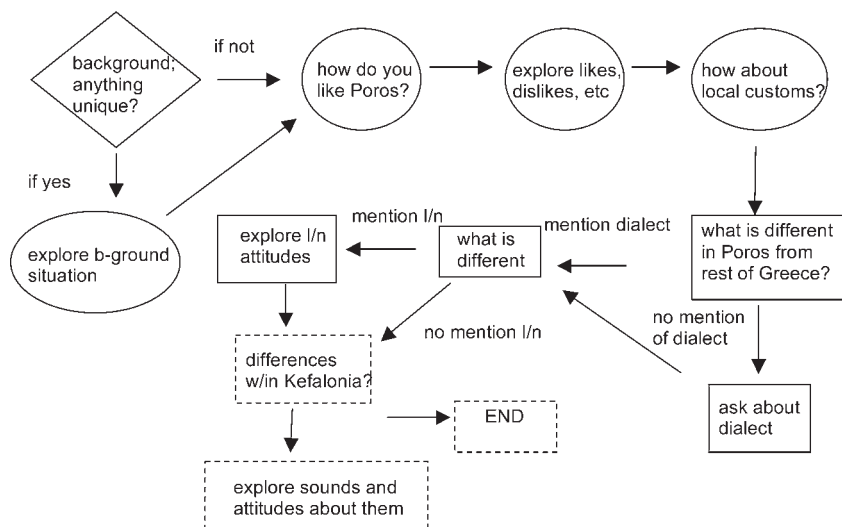 background;
anything
unique?
if not
how do you
like Poros?
explore likes,
dislikes, etc
how about
local customs?
if yes
explore b-ground
situation
what is different
in Poros from
rest of Greece?
mention dialect
what is
different
mention l/n
explore l/n
attitudes
no mention
of dialect
ask about
dialect
no mention l/n
differences
w/in Kefalonia?
END
explore sounds and
attitudes about them